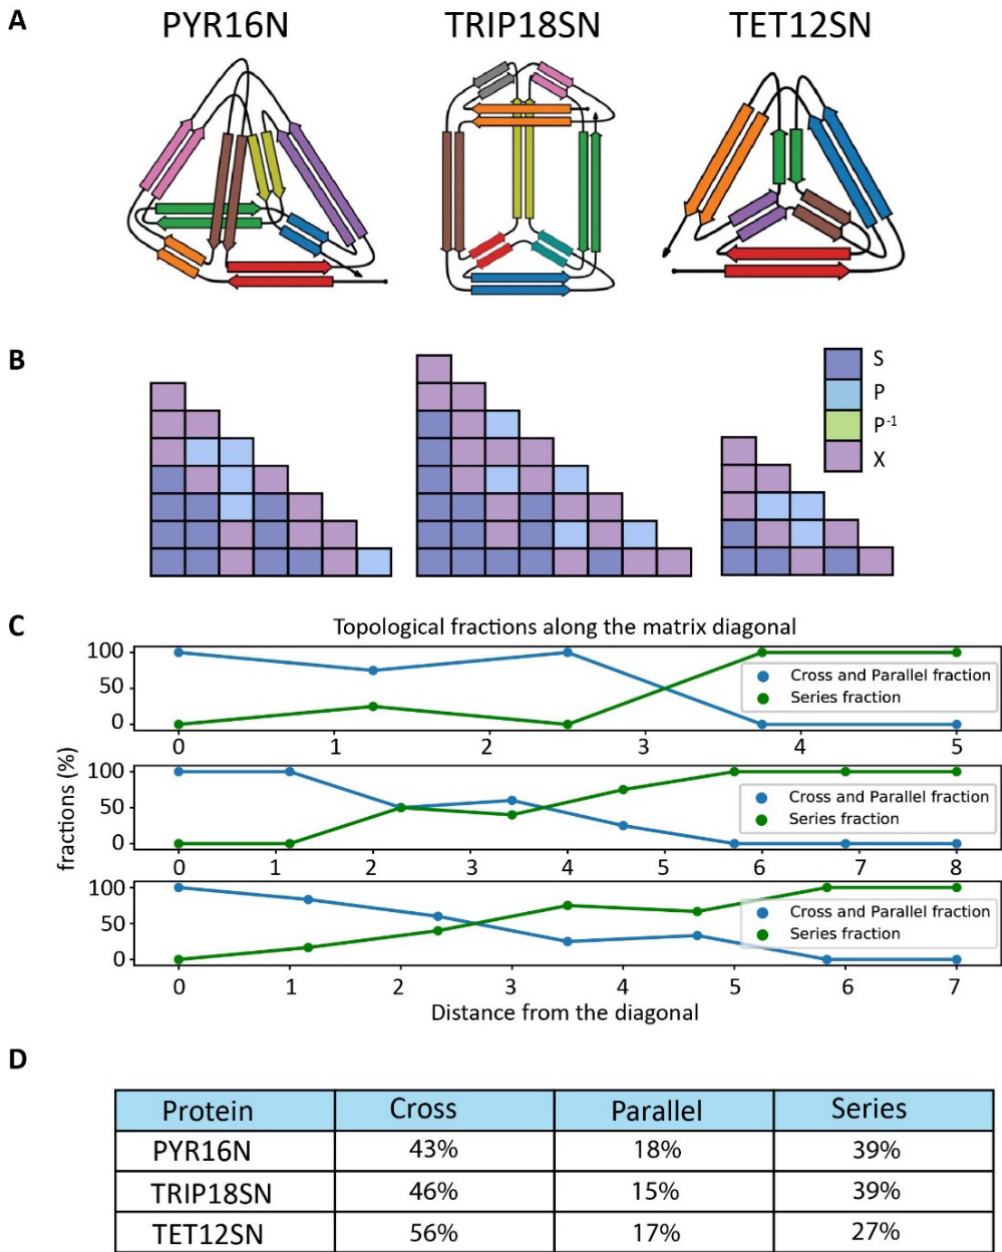 A
PYR16N
TRIP18SN
TET12SN
B
S
P
P⁻¹
X
C
Topological fractions along the matrix diagonal
fractions (%)
100
50
0
Cross and Parallel fraction
Series fraction
0 1 2 3 4 5
100
50
0
Cross and Parallel fraction
Series fraction
0 1 2 3 4 5 6 7 8
100
50
0
Cross and Parallel fraction
Series fraction
0 1 2 3 4 5 6 7
Distance from the diagonal
D
Protein Cross Parallel Series
PYR16N 43% 18% 39%
TRIP18SN 46% 15% 39%
TET12SN 56% 17% 27%